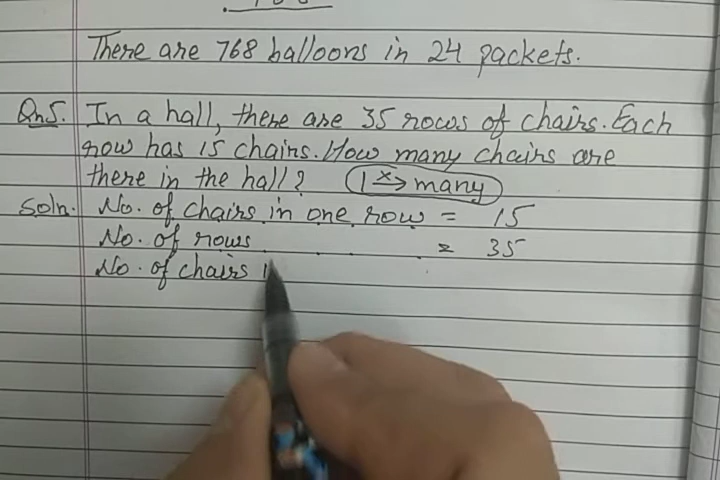 There are 768 balloons in 24 packets.
Qn5. In a hall, there are 35 rows of chairs. Each
row has 15 chairs. How many chairs are
there in the hall? 1 x→ many
Soln. No. of chairs in one row = 15
No. of rows = 35
No. of chairs